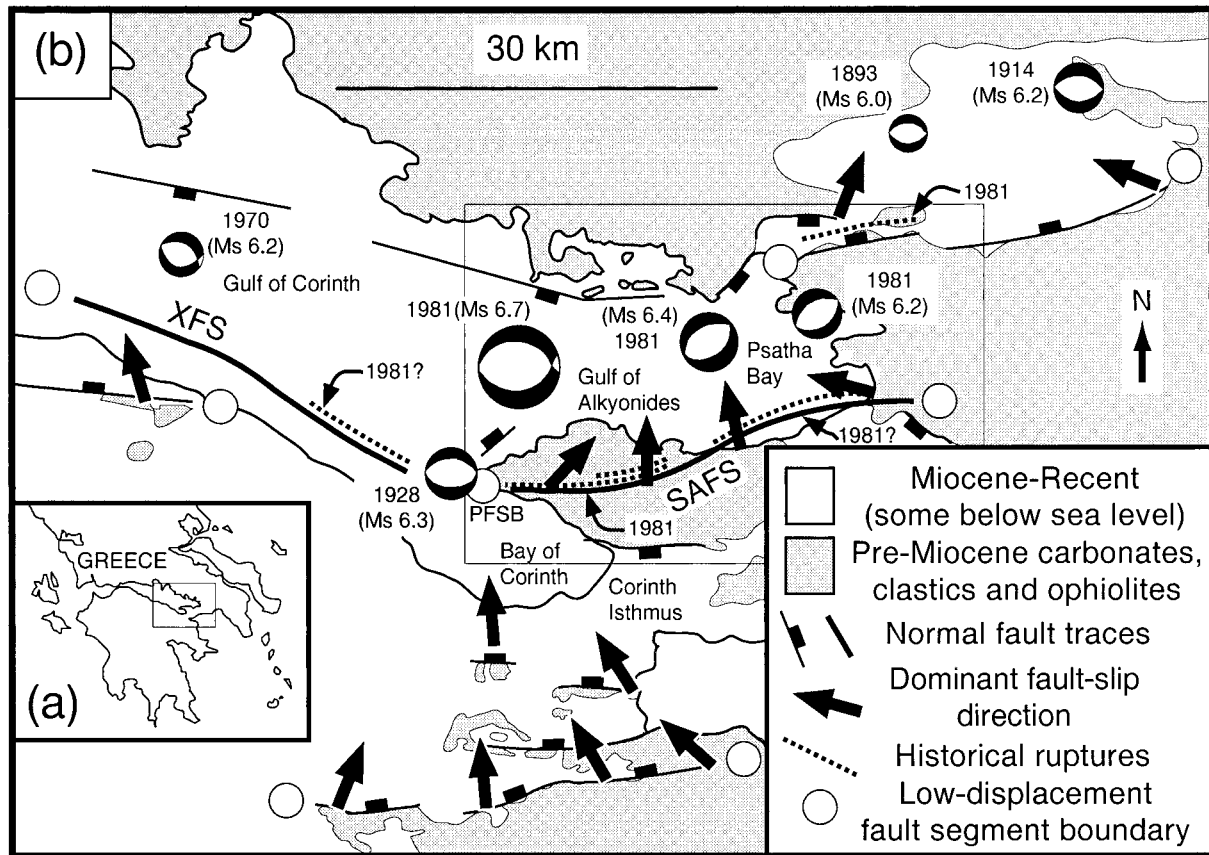 (b)
30 km
1893
(Ms 6.0)
1914
(Ms 6.2)
1981
1970
(Ms 6.2)
Gulf of Corinth
XFS
1981?
1981(Ms 6.7)
(Ms 6.4)
1981
1981
(Ms 6.2)
Psatha
Bay
Gulf of
Alkyonides
N
1981?
SAFS
1981
1928
(Ms 6.3)
PFSB
Bay of
Corinth
Corinth
Isthmus
GREECE
(a)
Miocene-Recent
(some below sea level)
Pre-Miocene carbonates,
clastics and ophiolites
Normal fault traces
Dominant fault-slip
direction
Historical ruptures
Low-displacement
fault segment boundary